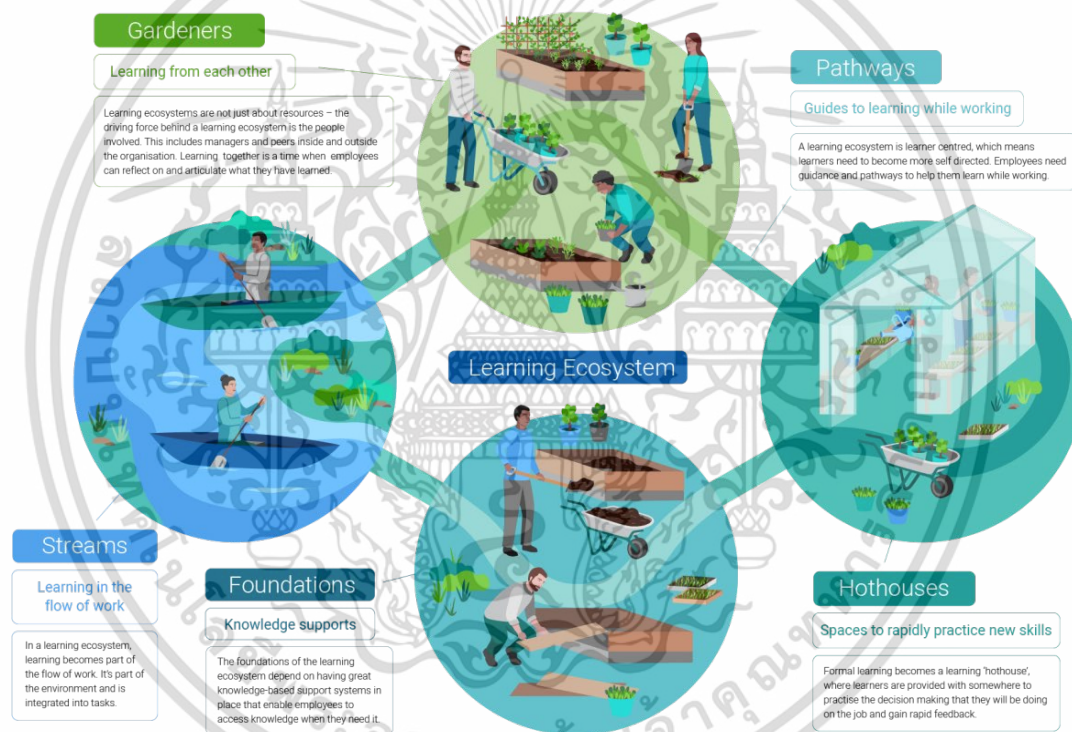 Gardeners
Learning from each other
Learning ecosystems are not just about resources – the
driving force behind a learning ecosystem is the people
involved. This includes managers and peers inside and outside
the organisation. Learning together is a time when employees
can reflect on and articulate what they have learned.
Pathways
Guides to learning while working
A learning ecosystem is learner centred, which means
learners need to become more self directed. Employees need
guidance and pathways to help them learn while working.
Learning Ecosystem
Streams
Learning in the
flow of work
In a learning ecosystem,
learning becomes part of
the flow of work. It's part of
the environment and is
integrated into tasks.
Foundations
Knowledge supports
The foundations of the learning
ecosystem depend on having great
knowledge-based support systems in
place that enable employees to
access knowledge when they need it.
Hothouses
Spaces to rapidly practice new skills
Formal learning becomes a learning 'hothouse',
where learners are provided with somewhere to
practise the decision making that they will be doing
on the job and gain rapid feedback.